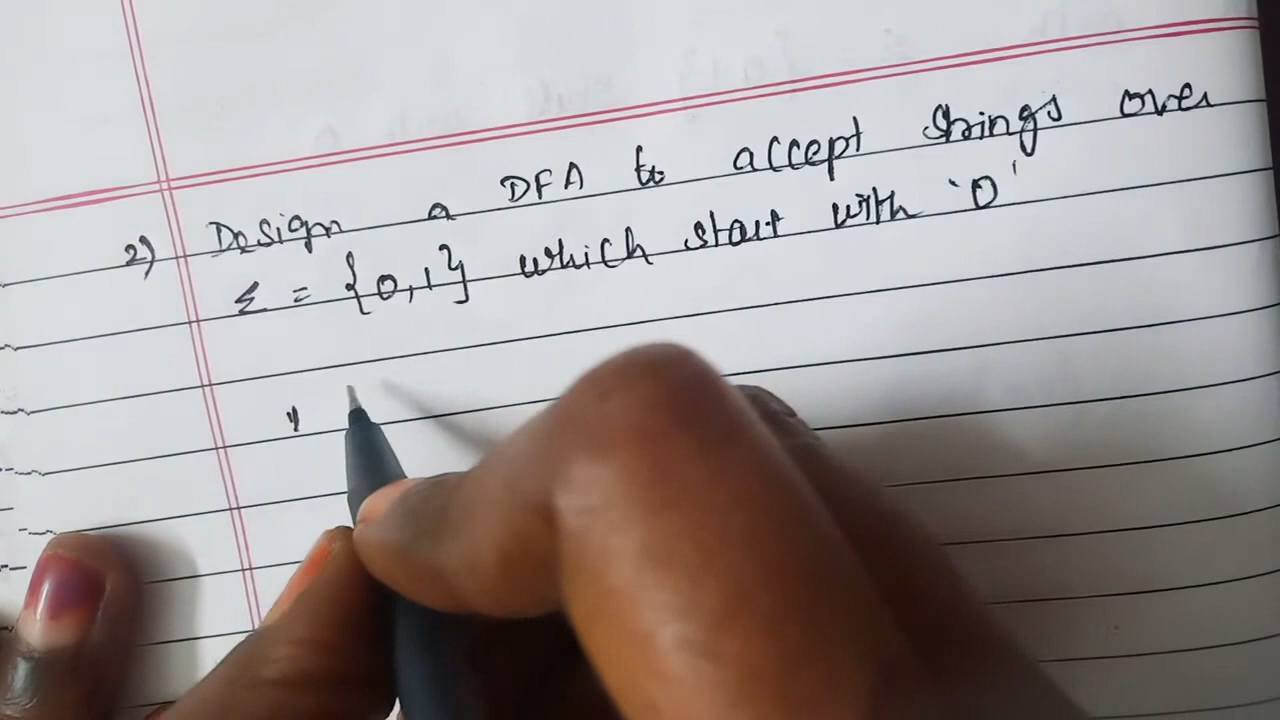 2) Design a DFA to accept strings over
Σ = {0,1} which start with '0'